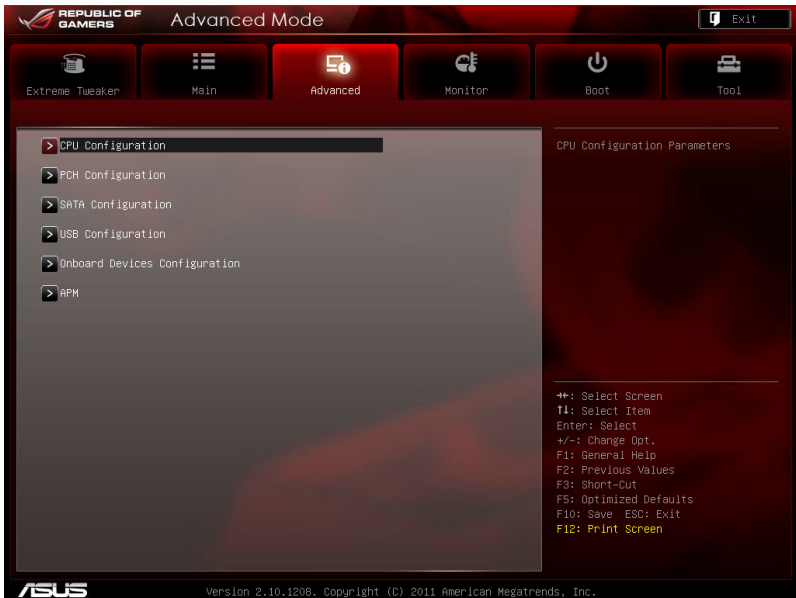 REPUBLIC OF
GAMERS
Advanced Mode
Exit
Extreme Tweaker
Main
Advanced
Monitor
Boot
Tool
> CPU Configuration
> PCH Configuration
> SATA Configuration
> USB Configuration
> Onboard Devices Configuration
> APM
CPU Configuration Parameters
→←: Select Screen
↑↓: Select Item
Enter: Select
+/-: Change Opt.
F1: General Help
F2: Previous Values
F3: Short-Cut
F5: Optimized Defaults
F10: Save ESC: Exit
F12: Print Screen
ASUS
Version 2.10.1208. Copyright (C) 2011 American Megatrends, Inc.